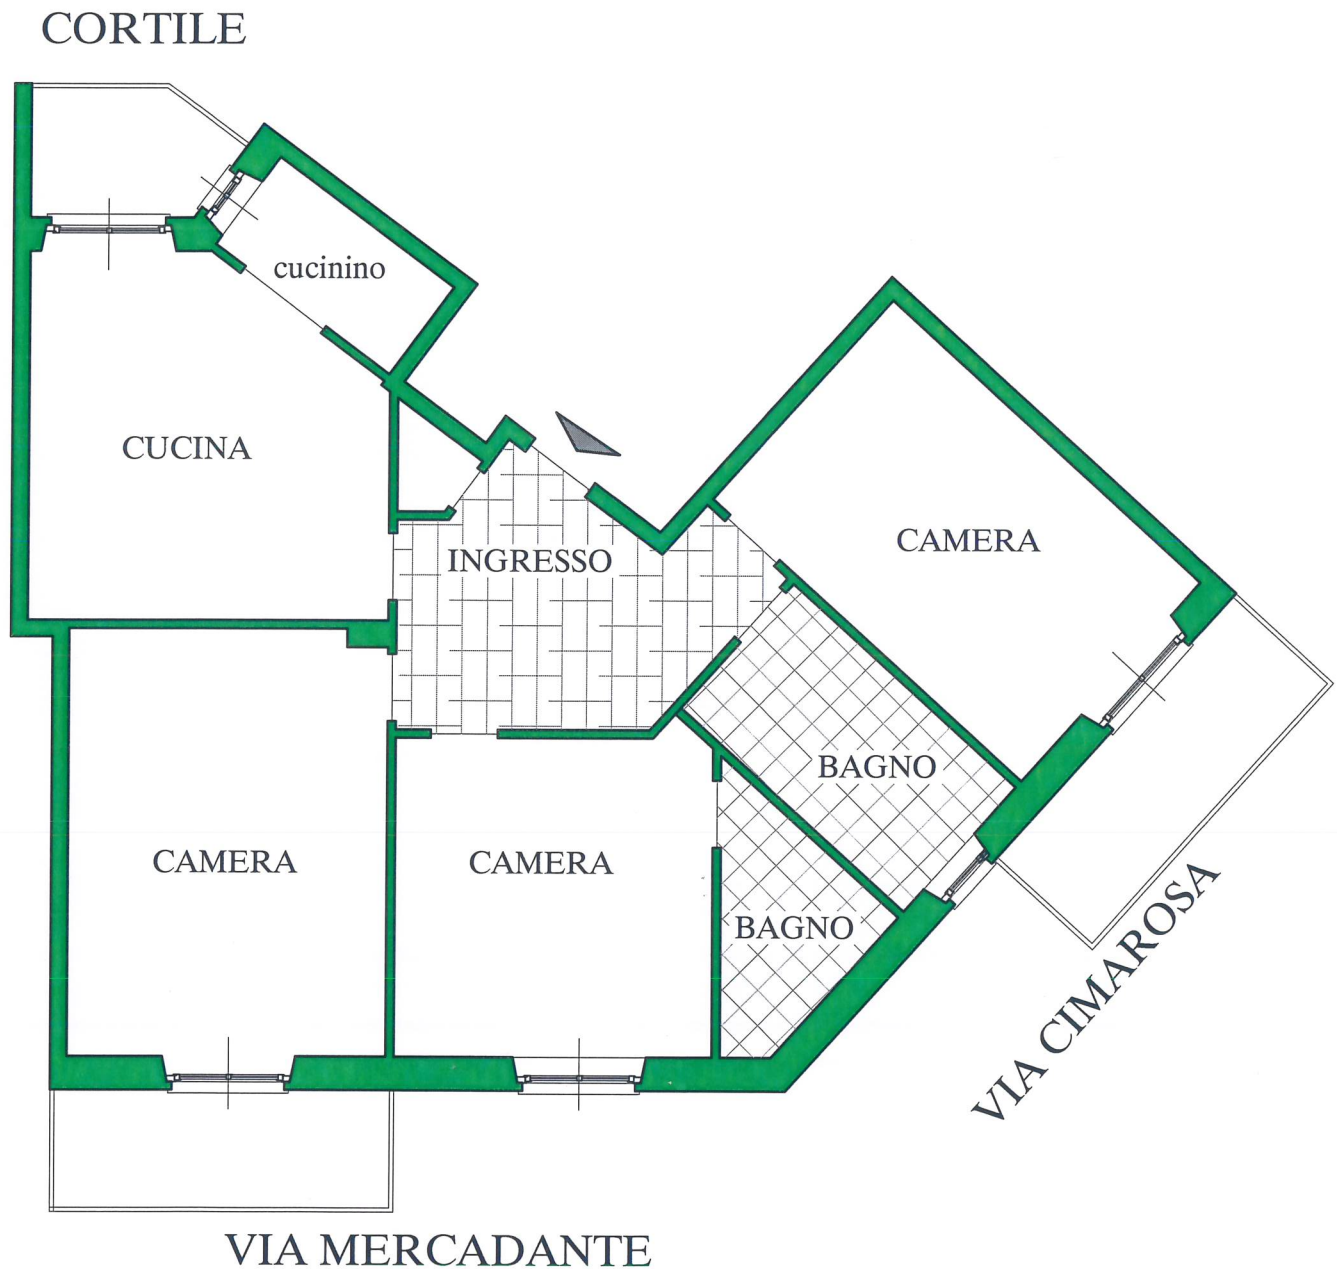 CORTILE
cucinino
CUCINA
INGRESSO
CAMERA
BAGNO
CAMERA
CAMERA
BAGNO
VIA CIMAROSA
VIA MERCADANTE